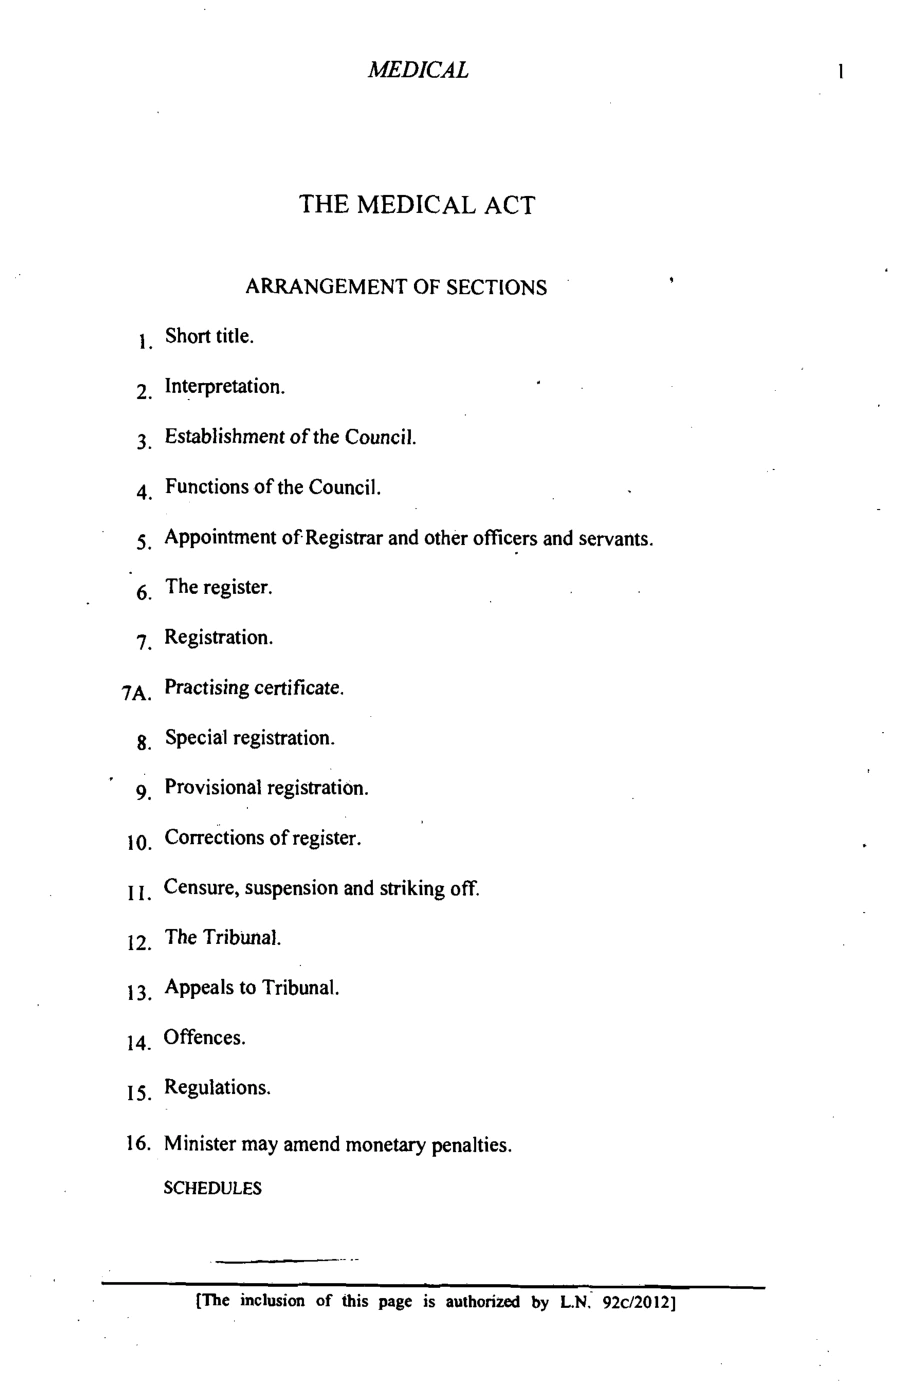 MEDICAL 1
THE MEDICAL ACT
ARRANGEMENT OF SECTIONS
1. Short title.
2. Interpretation.
3. Establishment of the Council.
4. Functions of the Council.
5. Appointment of Registrar and other officers and servants.
6. The register.
7. Registration.
7A. Practising certificate.
8. Special registration.
9. Provisional registration.
10. Corrections of register.
11. Censure, suspension and striking off.
12. The Tribunal.
13. Appeals to Tribunal.
14. Offences.
15. Regulations.
16. Minister may amend monetary penalties.
SCHEDULES
[The inclusion of this page is authorized by L.N. 92c/2012]